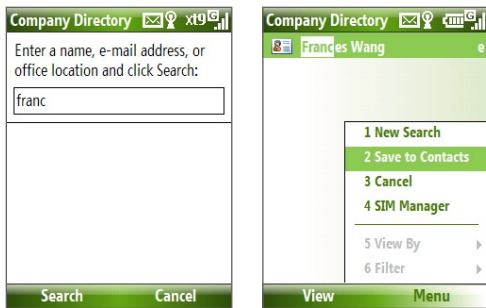 Company Directory xt9 G
Enter a name, e-mail address, or
office location and click Search:
franc
Search Cancel
Company Directory G
Frances Wang e
1 New Search
2 Save to Contacts
3 Cancel
4 SIM Manager
5 View By
6 Filter
View Menu